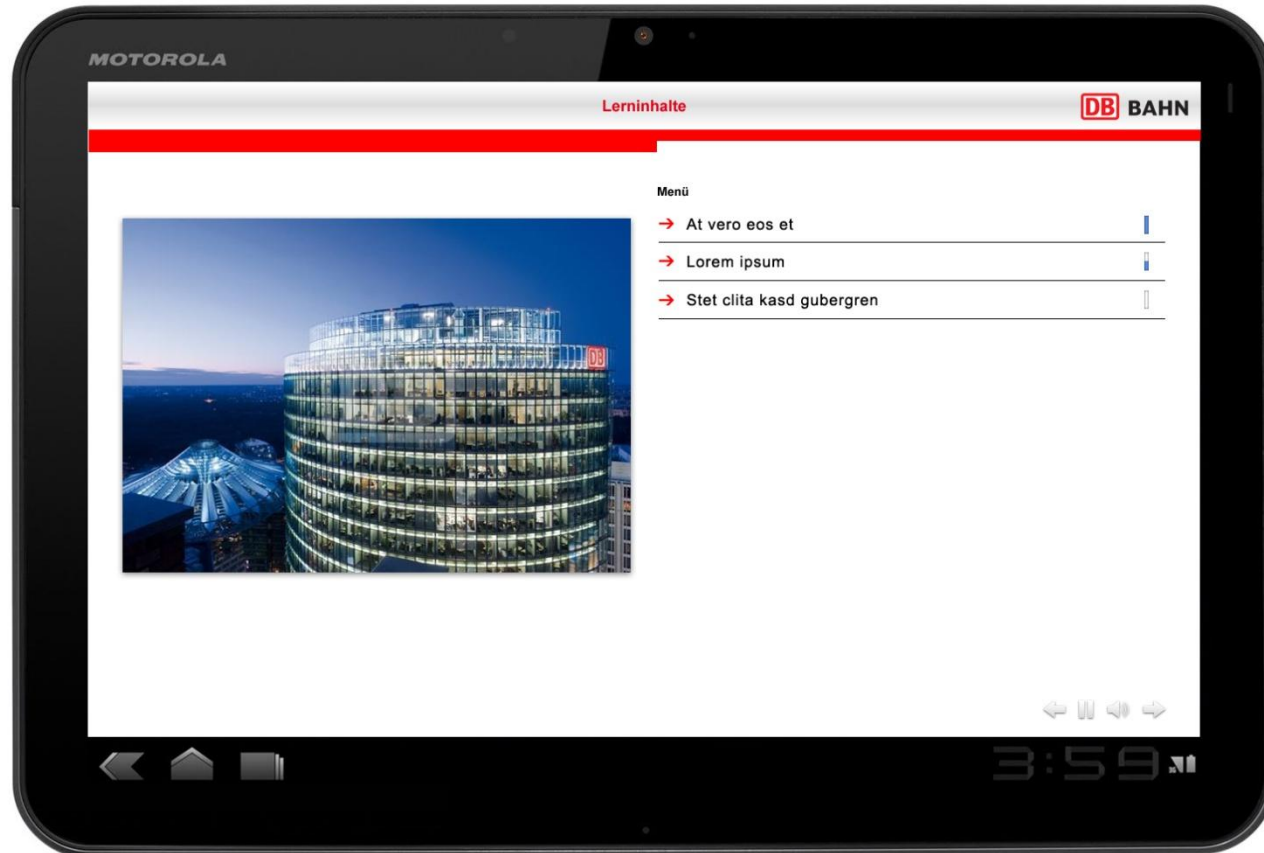 MOTOROLA
Lerninhalte
DB BAHN
Menü
At vero eos et
Lorem ipsum
Stet clita kasd gubergren
DB
3:59